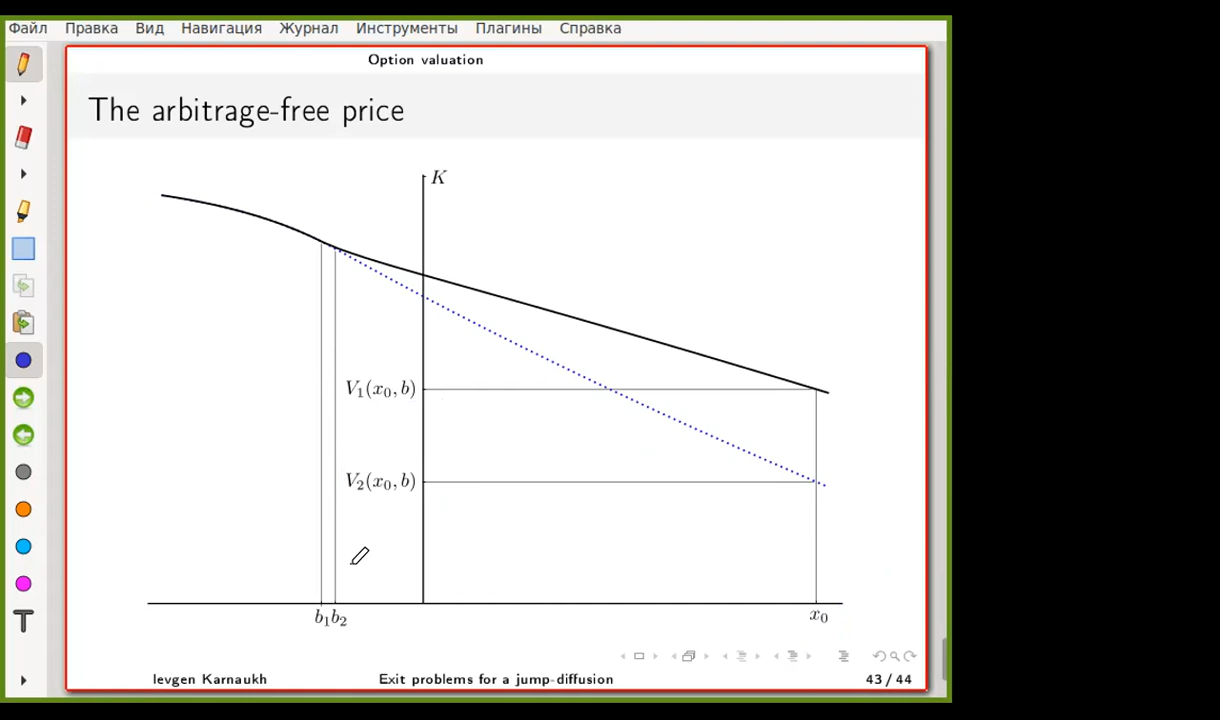 Файл Правка Вид Навигация Журнал Инструменты Плагины Справка
Option valuation
The arbitrage-free price
K
V₁(x₀, b)
V₂(x₀, b)
b₁b₂
x₀
Ievgen Karnaukh Exit problems for a jump-diffusion 43 / 44